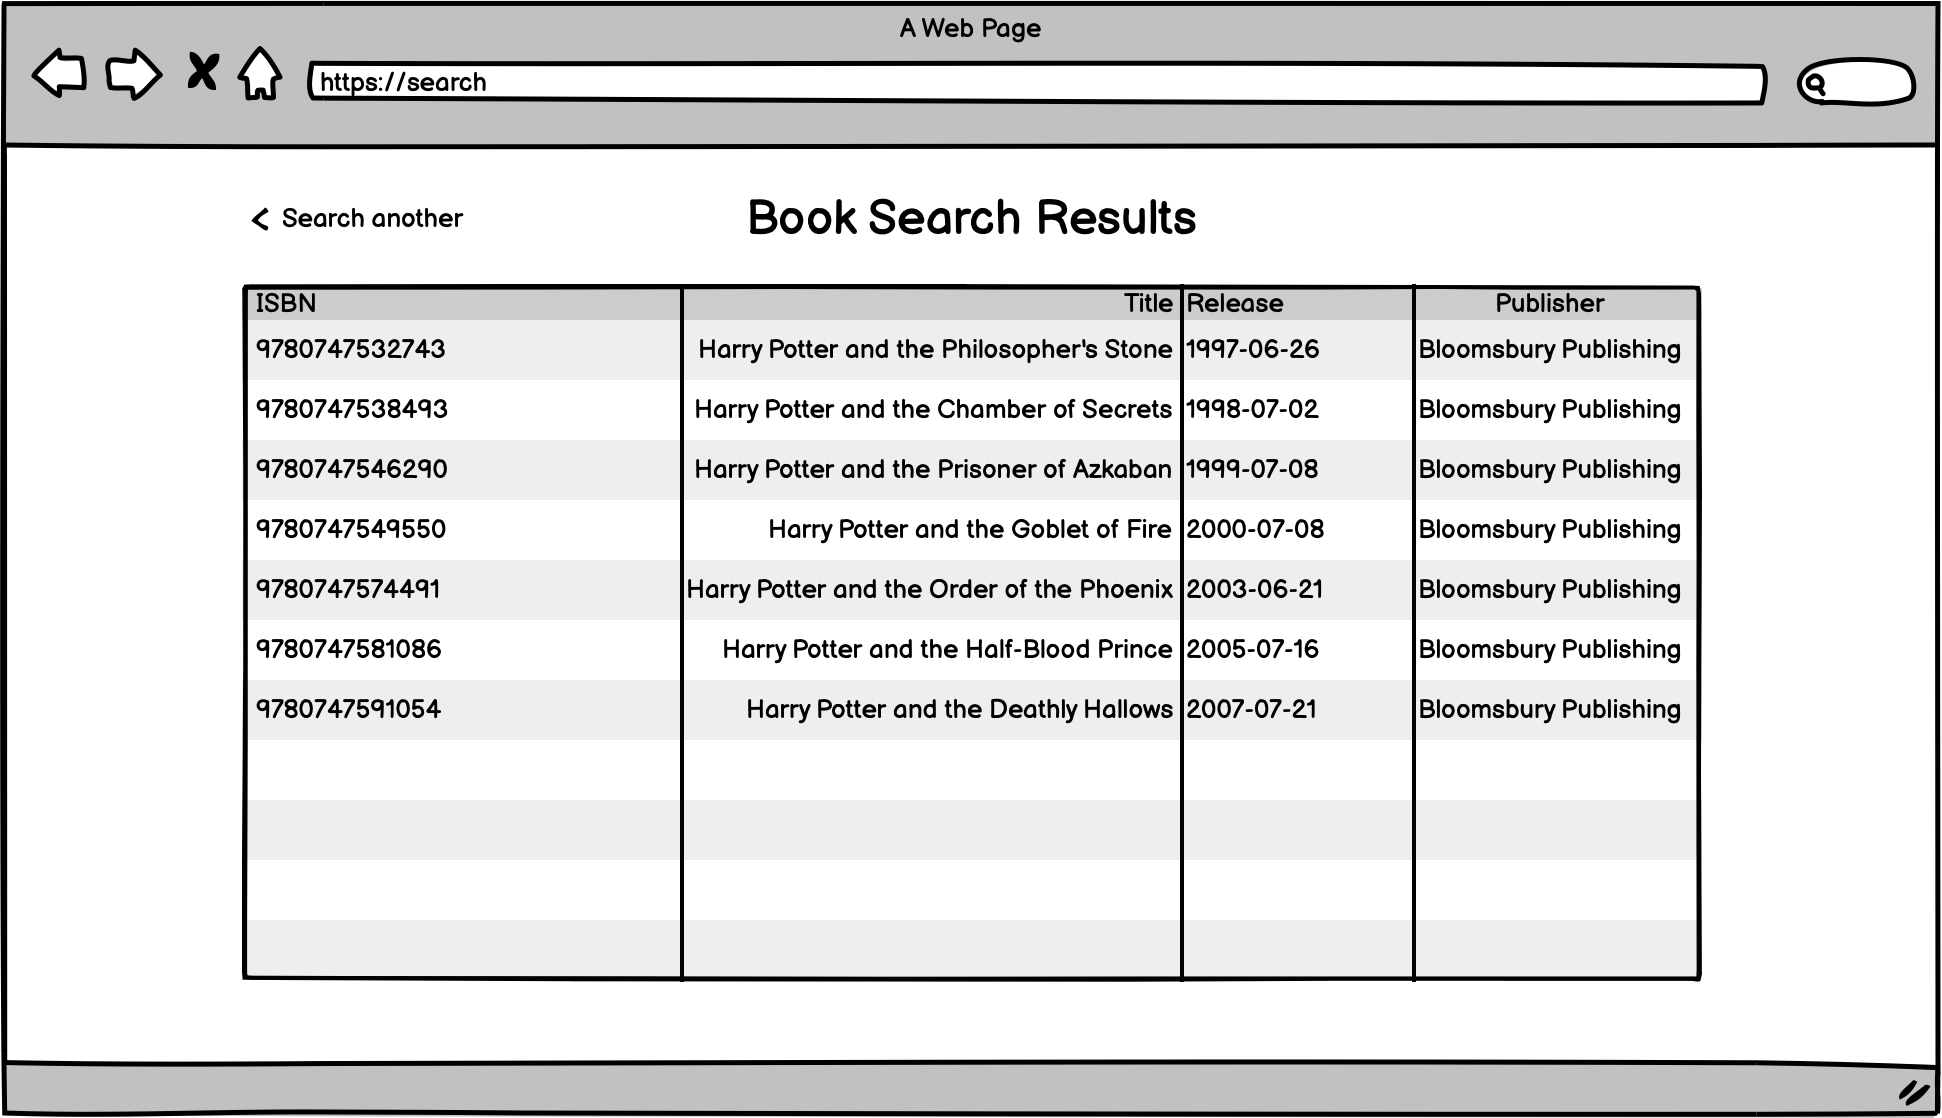 A Web Page
https://search
Search another
Book Search Results
ISBN Title Release Publisher
9780747532743 Harry Potter and the Philosopher's Stone 1997-06-26 Bloomsbury Publishing
9780747538493 Harry Potter and the Chamber of Secrets 1998-07-02 Bloomsbury Publishing
9780747546290 Harry Potter and the Prisoner of Azkaban 1999-07-08 Bloomsbury Publishing
9780747549550 Harry Potter and the Goblet of Fire 2000-07-08 Bloomsbury Publishing
9780747574491 Harry Potter and the Order of the Phoenix 2003-06-21 Bloomsbury Publishing
9780747581086 Harry Potter and the Half-Blood Prince 2005-07-16 Bloomsbury Publishing
9780747591054 Harry Potter and the Deathly Hallows 2007-07-21 Bloomsbury Publishing